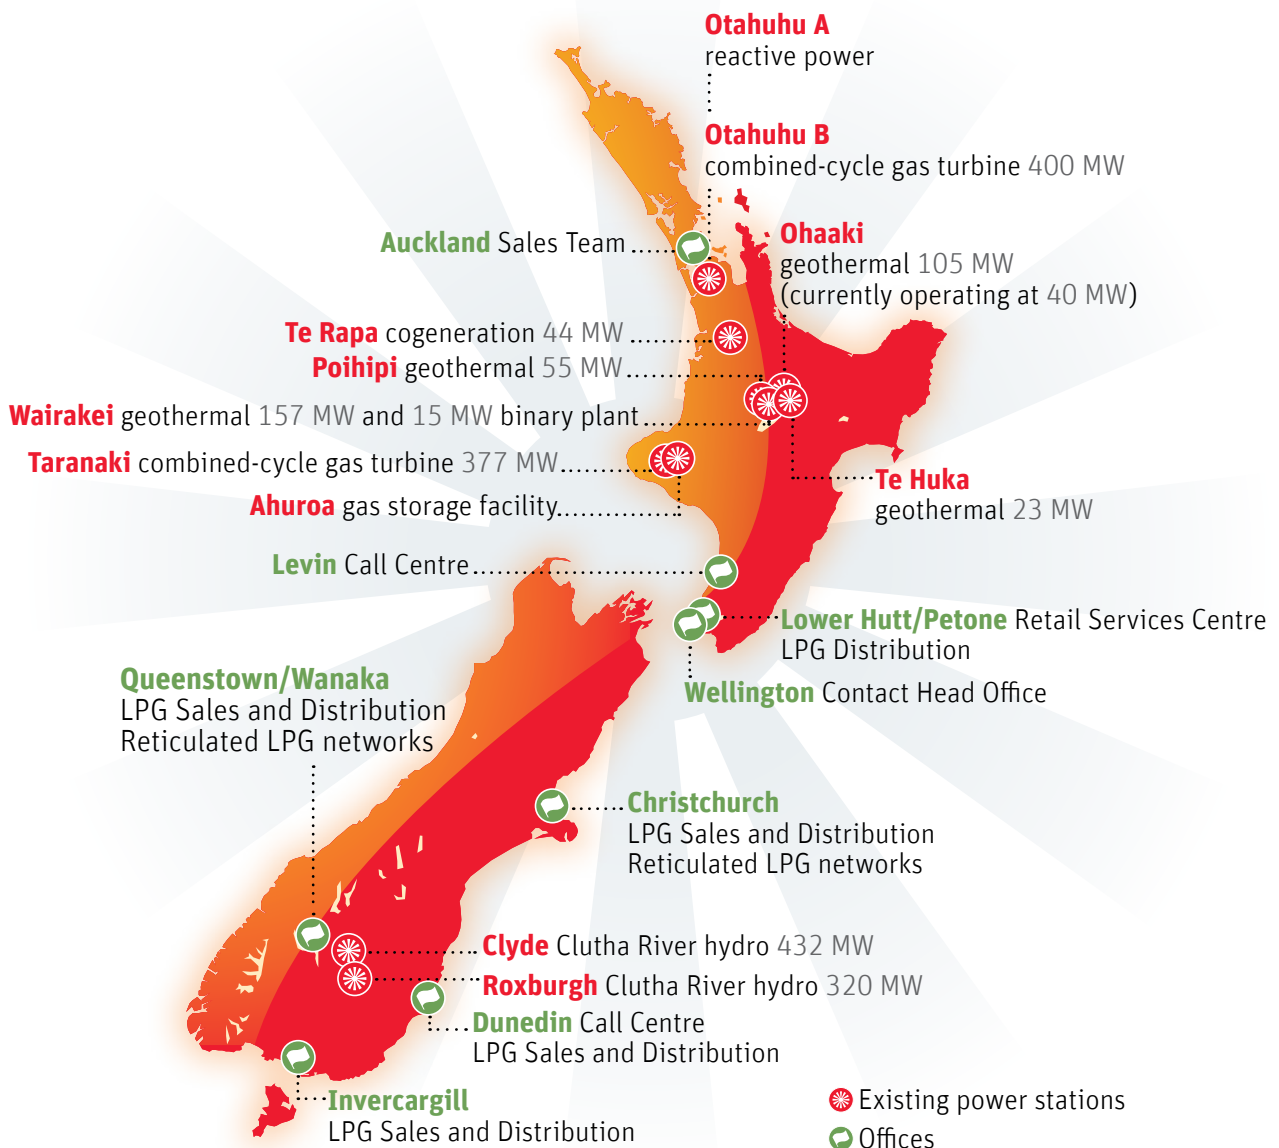 Otahuhu A
reactive power
Otahuhu B
combined-cycle gas turbine 400 MW
Auckland Sales Team
Ohaaki
geothermal 105 MW
(currently operating at 40 MW)
Te Rapa cogeneration 44 MW
Poihipi geothermal 55 MW
Wairakei geothermal 157 MW and 15 MW binary plant
Taranaki combined-cycle gas turbine 377 MW
Ahuroa gas storage facility
Te Huka
geothermal 23 MW
Levin Call Centre
Lower Hutt/Petone Retail Services Centre
LPG Distribution
Wellington Contact Head Office
Queenstown/Wanaka
LPG Sales and Distribution
Reticulated LPG networks
Christchurch
LPG Sales and Distribution
Reticulated LPG networks
Clyde Clutha River hydro 432 MW
Roxburgh Clutha River hydro 320 MW
Dunedin Call Centre
LPG Sales and Distribution
Invercargill
LPG Sales and Distribution
Existing power stations
Offices